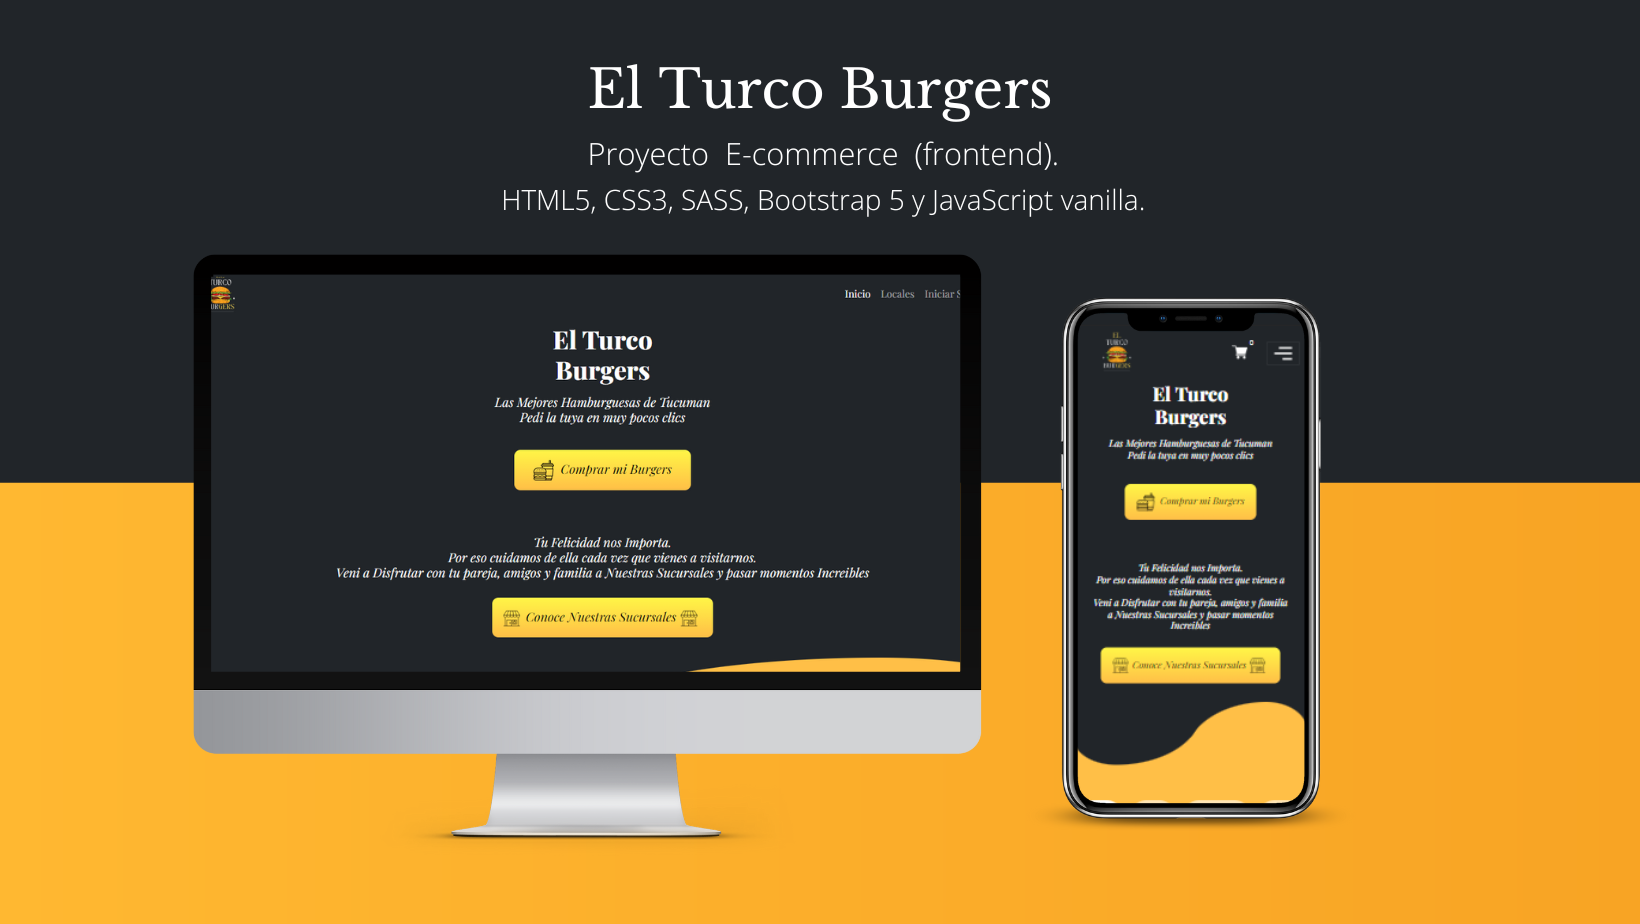 El Turco Burgers
Proyecto E-commerce (frontend).
HTML5, CSS3, SASS, Bootstrap 5 y JavaScript vanilla.
TURCO
BURGERS
Inicio Locales Iniciar S
El Turco
Burgers
Las Mejores Hamburguesas de Tucuman
Pedi la tuya en muy pocos clics
Comprar mi Burgers
Tu Felicidad nos Importa.
Por eso cuidamos de ella cada vez que vienes a visitarnos.
Veni a Disfrutar con tu pareja, amigos y familia a Nuestras Sucursales y pasar momentos Increibles
Conoce Nuestras Sucursales
EL
TURCO
BURGERS
0
El Turco
Burgers
Las Mejores Hamburguesas de Tucuman
Pedi la tuya en muy pocos clics
Comprar mi Burgers
Tu Felicidad nos Importa.
Por eso cuidamos de ella cada vez que vienes a
visitarnos.
Veni a Disfrutar con tu pareja, amigos y familia
a Nuestras Sucursales y pasar momentos
Increibles
Conoce Nuestras Sucursales